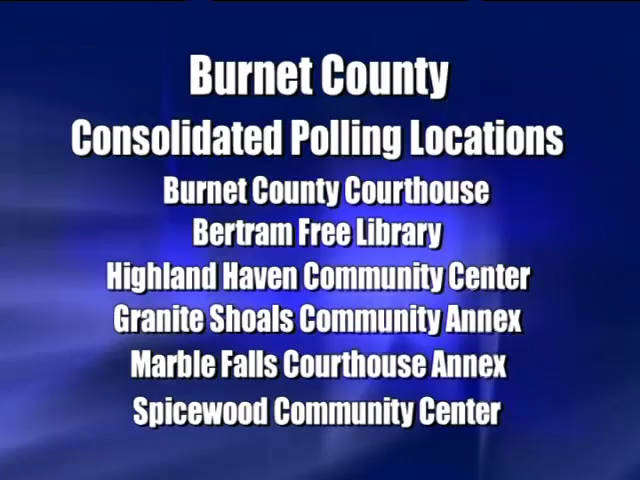 Burnet County
Consolidated Polling Locations
Burnet County Courthouse
Bertram Free Library
Highland Haven Community Center
Granite Shoals Community Annex
Marble Falls Courthouse Annex
Spicewood Community Center